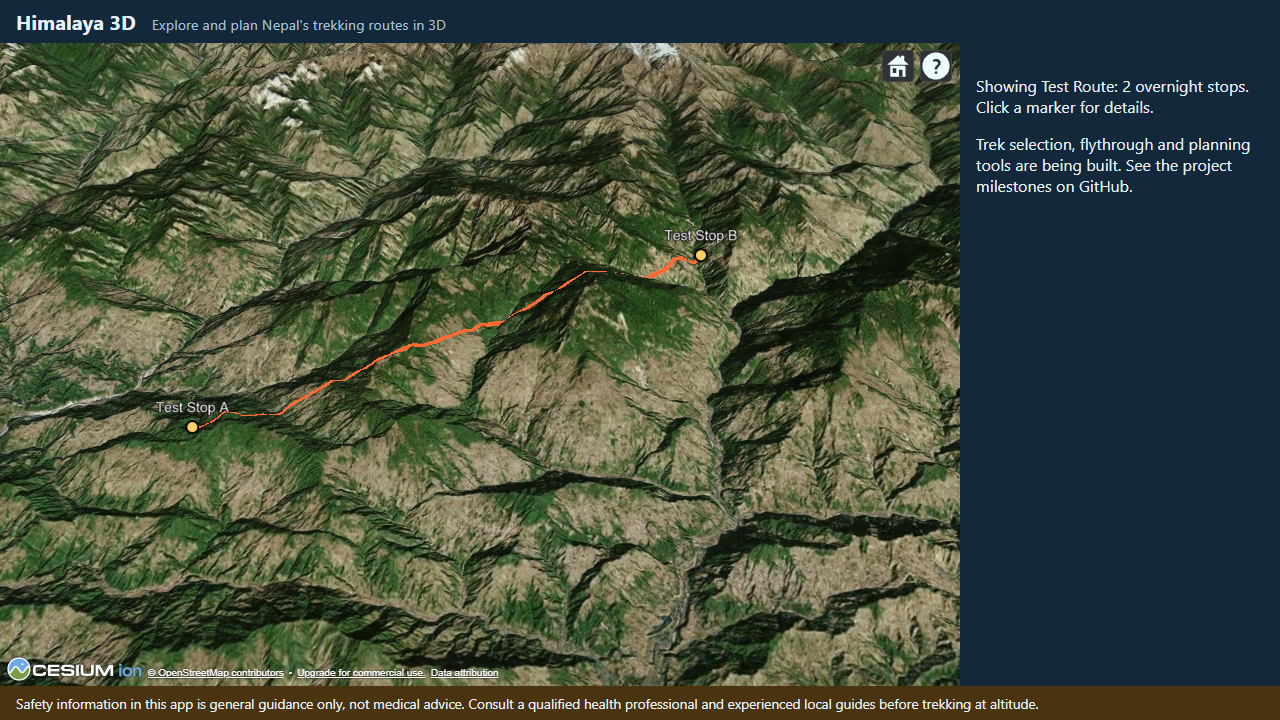 Himalaya 3D Explore and plan Nepal's trekking routes in 3D
?
Showing Test Route: 2 overnight stops.
Click a marker for details.
Trek selection, flythrough and planning
tools are being built. See the project
milestones on GitHub.
Test Stop B
Test Stop A
CESIUM ion © OpenStreetMap contributors • Upgrade for commercial use. Data attribution
Safety information in this app is general guidance only, not medical advice. Consult a qualified health professional and experienced local guides before trekking at altitude.